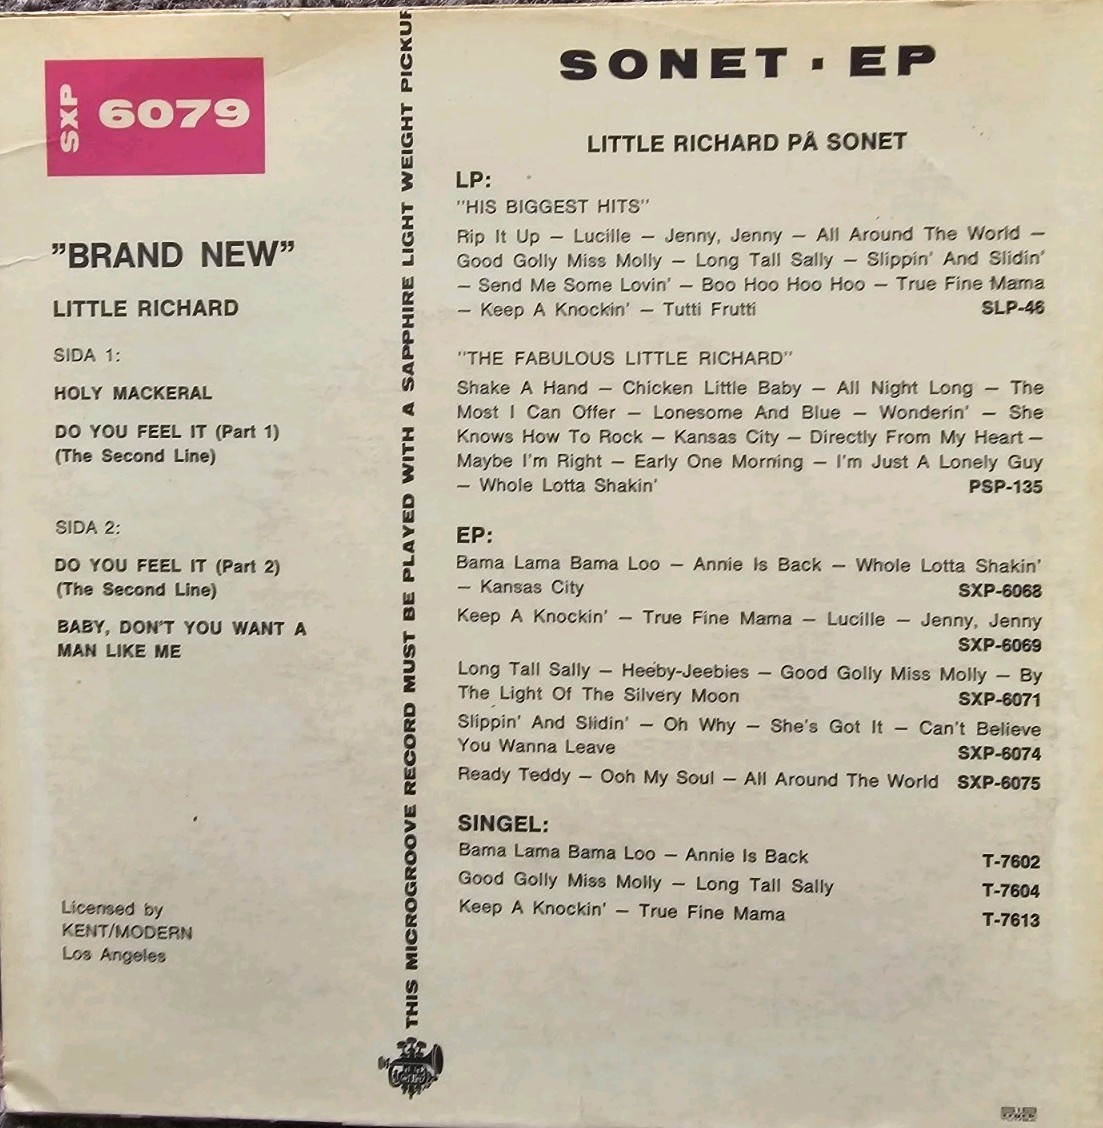 SXP 6079
"BRAND NEW"
LITTLE RICHARD
SIDA 1:
HOLY MACKERAL
DO YOU FEEL IT (Part 1)
(The Second Line)
SIDA 2:
DO YOU FEEL IT (Part 2)
(The Second Line)
BABY, DON'T YOU WANT A
MAN LIKE ME
Licensed by
KENT/MODERN
Los Angeles
THIS MICROGROOVE RECORD MUST BE PLAYED WITH A SAPPHIRE LIGHT WEIGHT PICKUP
SONET · EP
LITTLE RICHARD PÅ SONET
LP:
"HIS BIGGEST HITS"
Rip It Up – Lucille – Jenny, Jenny – All Around The World –
Good Golly Miss Molly – Long Tall Sally – Slippin' And Slidin'
– Send Me Some Lovin' – Boo Hoo Hoo Hoo – True Fine Mama
– Keep A Knockin' – Tutti Frutti SLP-46
"THE FABULOUS LITTLE RICHARD"
Shake A Hand – Chicken Little Baby – All Night Long – The
Most I Can Offer – Lonesome And Blue – Wonderin' – She
Knows How To Rock – Kansas City – Directly From My Heart –
Maybe I'm Right – Early One Morning – I'm Just A Lonely Guy
– Whole Lotta Shakin' PSP-135
EP:
Bama Lama Bama Loo – Annie Is Back – Whole Lotta Shakin'
– Kansas City SXP-6068
Keep A Knockin' – True Fine Mama – Lucille – Jenny, Jenny
SXP-6069
Long Tall Sally – Heeby-Jeebies – Good Golly Miss Molly – By
The Light Of The Silvery Moon SXP-6071
Slippin' And Slidin' – Oh Why – She's Got It – Can't Believe
You Wanna Leave SXP-6074
Ready Teddy – Ooh My Soul – All Around The World SXP-6075
SINGEL:
Bama Lama Bama Loo – Annie Is Back T-7602
Good Golly Miss Molly – Long Tall Sally T-7604
Keep A Knockin' – True Fine Mama T-7613